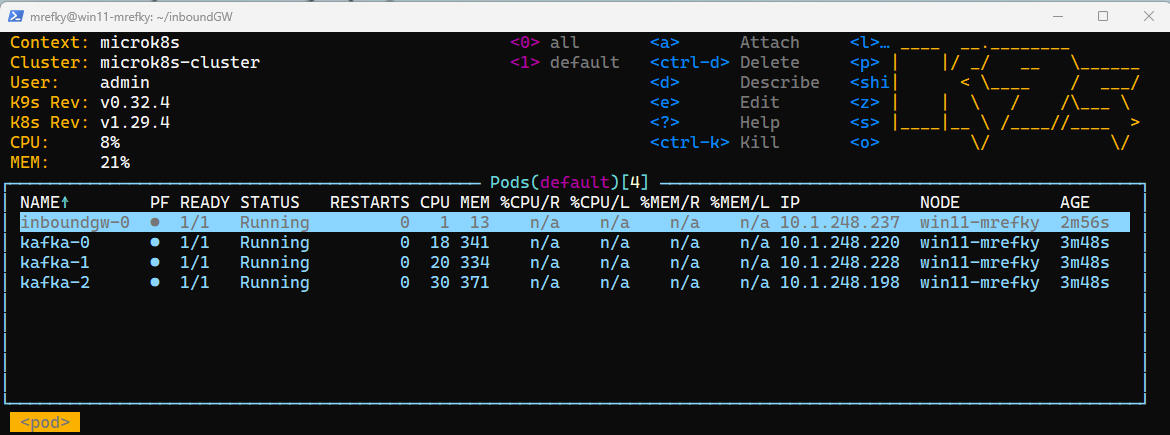 mrefky@win11-mrefky: ~/inboundGW
Context: microk8s <0> all <a> Attach <l>…
Cluster: microk8s-cluster <1> default <ctrl-d> Delete <p>
User: admin <d> Describe <shi
K9s Rev: v0.32.4 <e> Edit <z>
K8s Rev: v1.29.4 <?> Help <s>
CPU: 8% <ctrl-k> Kill <o>
MEM: 21%
Pods(default)[4]
NAME↑ PF READY STATUS RESTARTS CPU MEM %CPU/R %CPU/L %MEM/R %MEM/L IP NODE AGE
inboundgw-0 ● 1/1 Running 0 1 13 n/a n/a n/a n/a 10.1.248.237 win11-mrefky 2m56s
kafka-0 ● 1/1 Running 0 18 341 n/a n/a n/a n/a 10.1.248.220 win11-mrefky 3m48s
kafka-1 ● 1/1 Running 0 20 334 n/a n/a n/a n/a 10.1.248.228 win11-mrefky 3m48s
kafka-2 ● 1/1 Running 0 30 371 n/a n/a n/a n/a 10.1.248.198 win11-mrefky 3m48s
<pod>